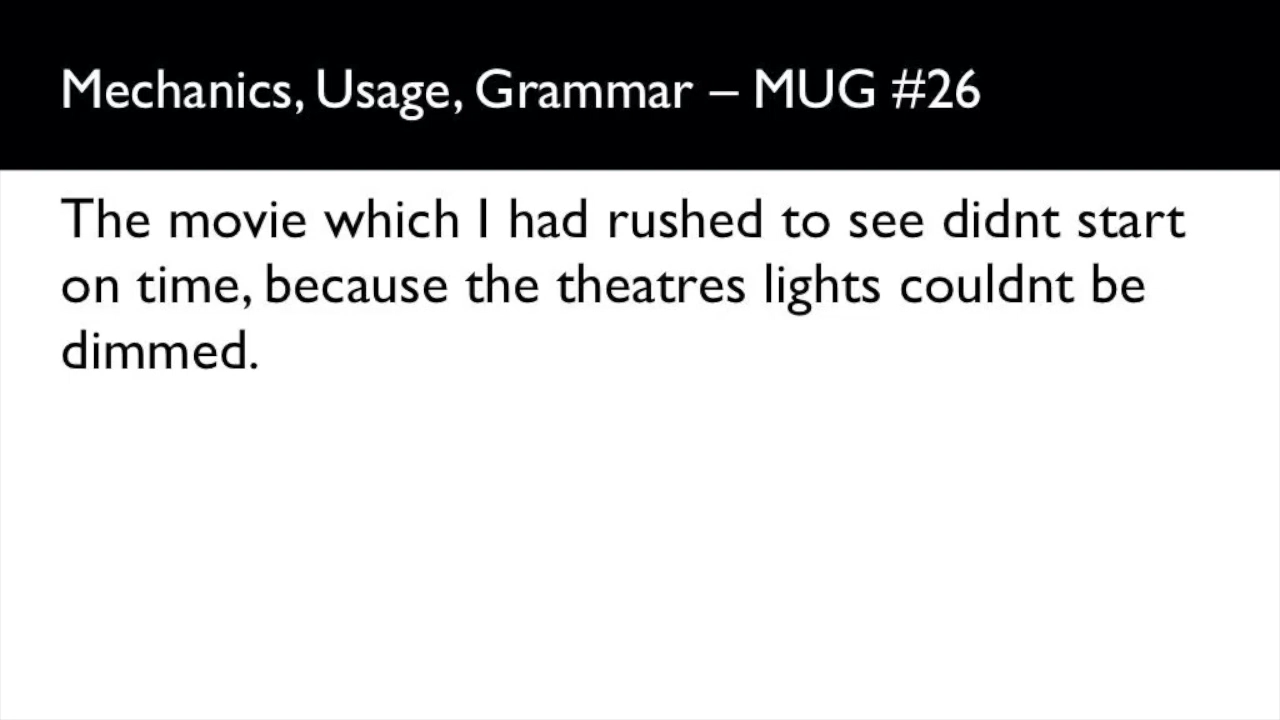 Mechanics, Usage, Grammar – MUG #26
The movie which I had rushed to see didnt start
on time, because the theatres lights couldnt be
dimmed.